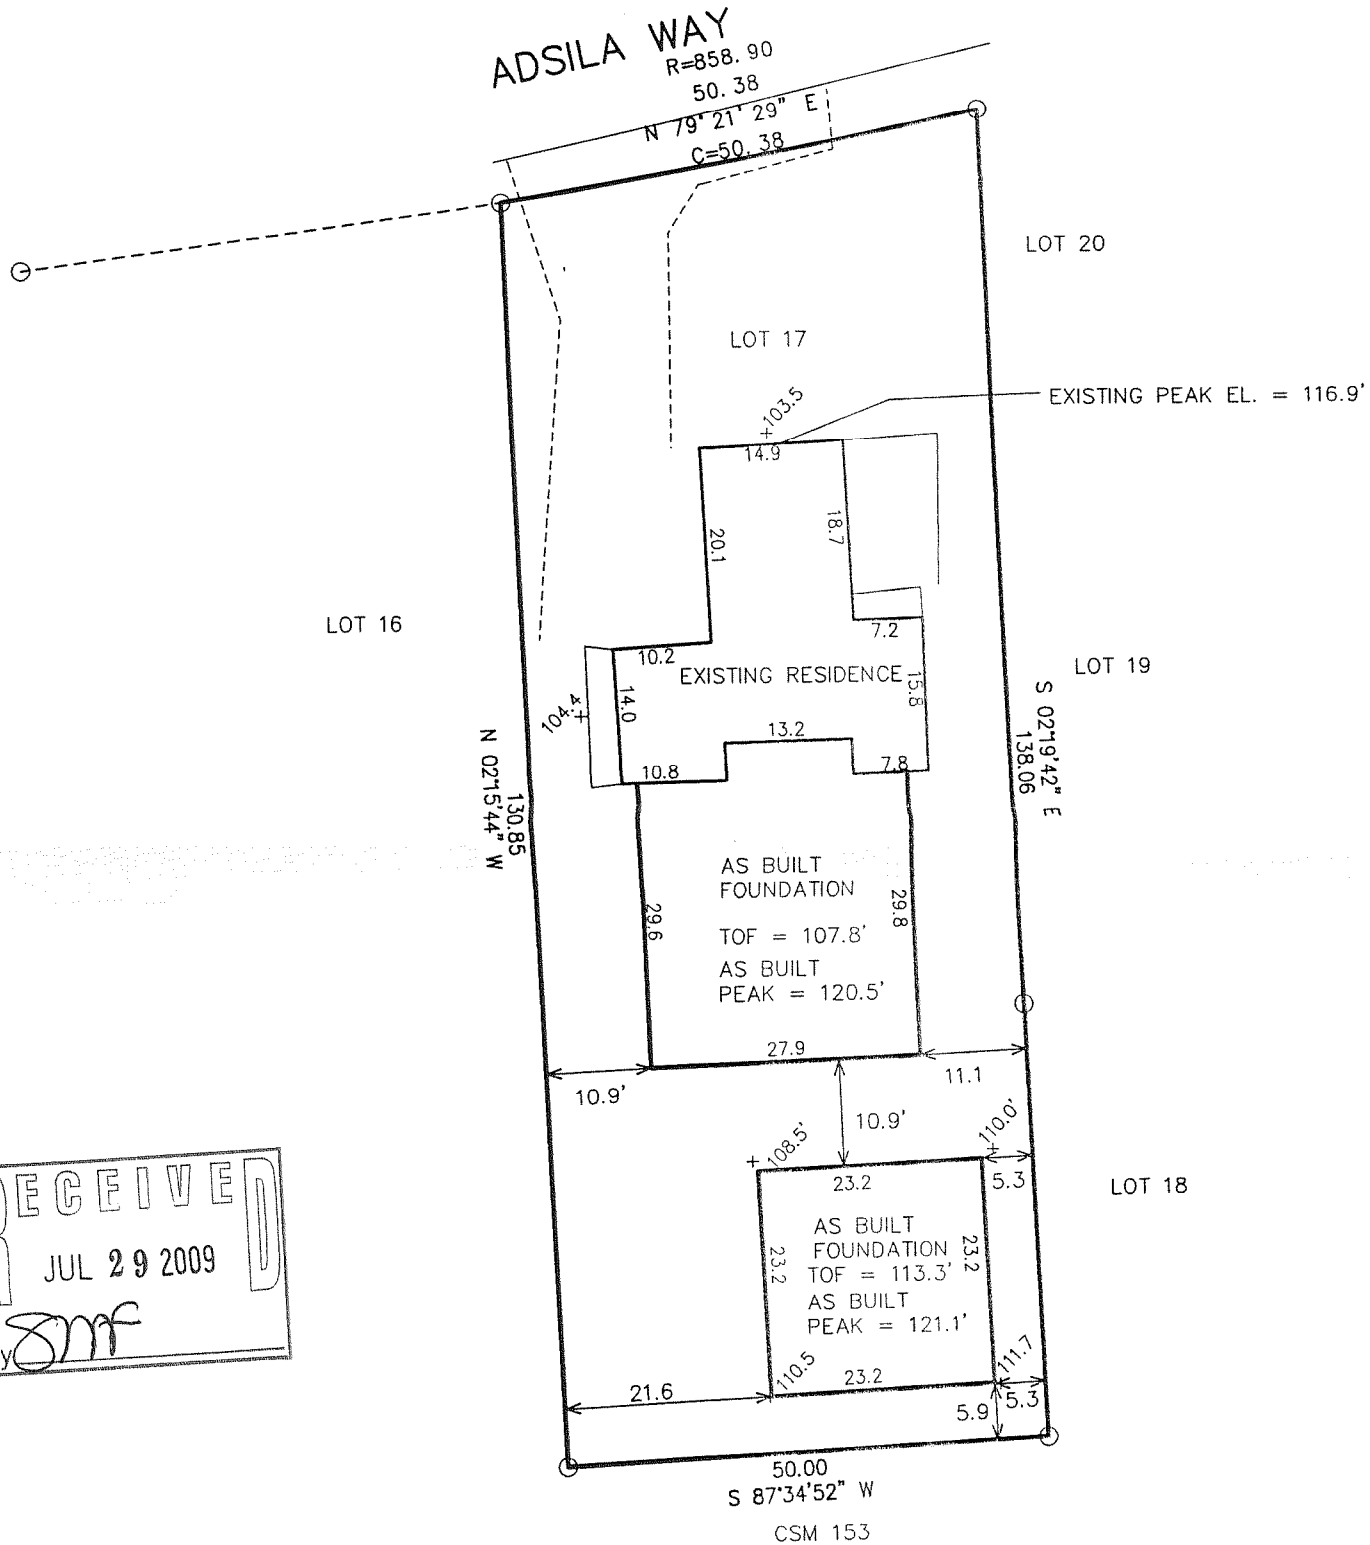 ADSILA WAY
R=858.90
50.38
N 79°21'29" E
C=50.38
LOT 20
LOT 17
+103.5
EXISTING PEAK EL. = 116.9'
14.9
20.1
18.7
LOT 16
10.2
7.2
EXISTING RESIDENCE
LOT 19
14.0
15.8
104.4
13.2
10.8
7.8
S 02°19'42" E
138.06
N 02°15'44" W
130.85
AS BUILT
FOUNDATION
TOF = 107.8'
AS BUILT
PEAK = 120.5'
29.6
29.8
27.9
10.9'
11.1
10.9'
108.5'
110.0'
23.2
5.3
LOT 18
RECEIVED
JUL 29 2009
y SMF
AS BUILT
FOUNDATION
TOF = 113.3'
AS BUILT
PEAK = 121.1'
23.2
23.2
110.5
23.2
111.7
21.6
5.9
5.3
50.00
S 87°34'52" W
CSM 153